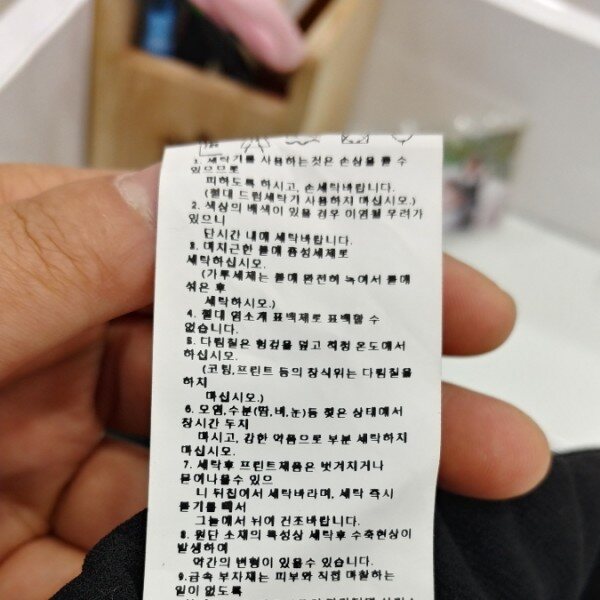 1. 세탁기를 사용하는것은 손상을 줄 수
있으므로
피하도록 하시고, 손세탁바랍니다.
(절대 드럼세탁기 사용하지 마십시오.)
2. 색상의 배색이 있을 경우 이염될 우려가
있으니
단시간 내에 세탁바랍니다.
3. 미지근한 물에 중성세제로
세탁하십시오.
(가루세제는 물에 완전히 녹여서 물에
섞은 후
세탁하시오.)
4. 절대 염소계 표백제로 표백할 수
없습니다.
5. 다림질은 헝겊을 덮고 적정 온도에서
하십시오.
(코팅,프린트 등의 장식위는 다림질을
하지
마십시오.)
6. 오염,수분(땀,비,눈)등 젖은 상태에서
장시간 두지
마시고, 강한 약품으로 부분 세탁하지
마십시오.
7. 세탁후 프린트제품은 벗겨지거나
묻어나올수 있으
니 뒤집어서 세탁바라며, 세탁 즉시
물기를 빼서
그늘에서 뉘어 건조바랍니다.
8. 원단 소재의 특성상 세탁후 수축현상이
발생하여
약간의 변형이 있을수 있습니다.
9.금속 부자재는 피부와 직접 마찰하는
일이 없도록